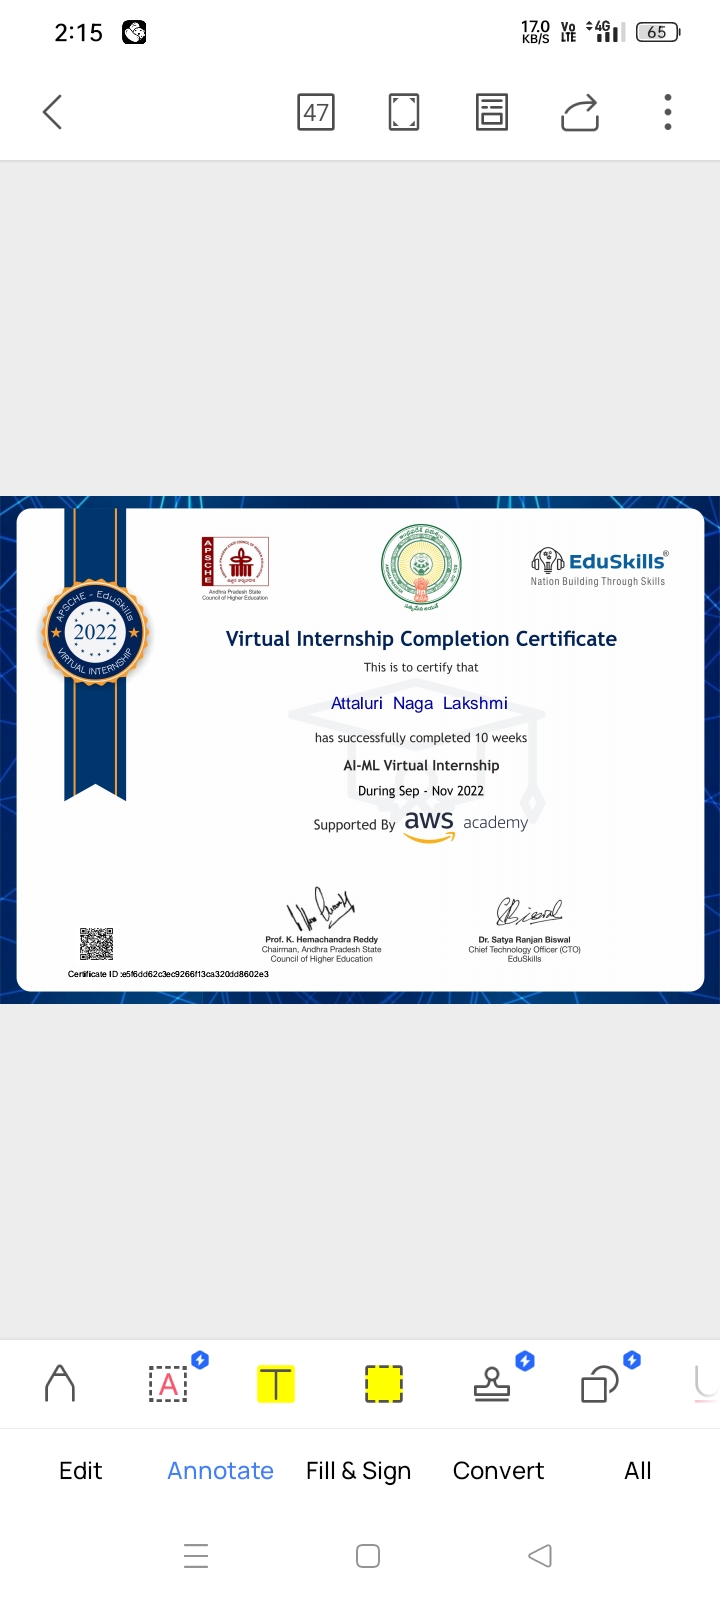 2:15
17.0
KB/S
Vo
LTE
4G
65
47
APSCHE
Andhra Pradesh State
Council of Higher Education
EduSkills®
Nation Building Through Skills
APSCHE - EduSkills
2022
VIRTUAL INTERNSHIP
Virtual Internship Completion Certificate
This is to certify that
Attaluri Naga Lakshmi
has successfully completed 10 weeks
AI-ML Virtual Internship
During Sep - Nov 2022
Supported By aws academy
Prof. K. Hemachandra Reddy
Chairman, Andhra Pradesh State
Council of Higher Education
Dr. Satya Ranjan Biswal
Chief Technology Officer (CTO)
EduSkills
Certificate ID :e5f6dd62c3ec9266f13ca320dd8602e3
A
T
U
Edit
Annotate
Fill & Sign
Convert
All